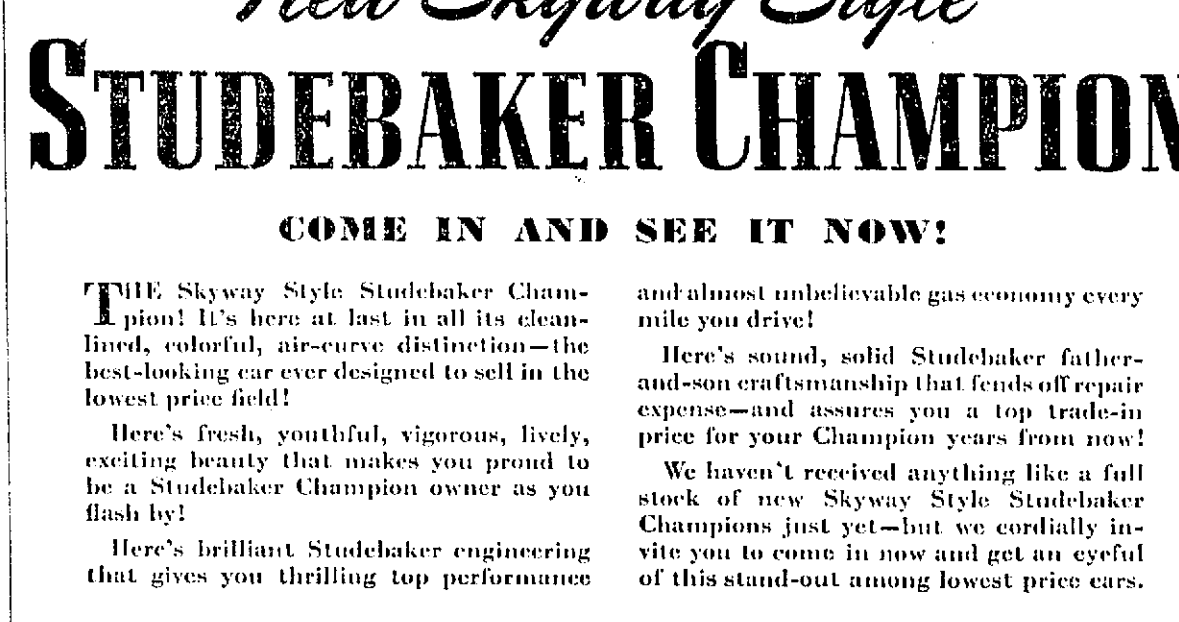 New Skyway Style
STUDEBAKER CHAMPION
COME IN AND SEE IT NOW!
THE Skyway Style Studebaker Cham-
pion! It's here at last in all its clean-
lined, colorful, air-curve distinction—the
best-looking car ever designed to sell in the
lowest price field!
Here's fresh, youthful, vigorous, lively,
exciting beauty that makes you proud to
be a Studebaker Champion owner as you
flash by!
Here's brilliant Studebaker engineering
that gives you thrilling top performance
and almost unbelievable gas economy every
mile you drive!
Here's sound, solid Studebaker father-
and-son craftsmanship that fends off repair
expense—and assures you a top trade-in
price for your Champion years from now!
We haven't received anything like a full
stock of new Skyway Style Studebaker
Champions just yet—but we cordially in-
vite you to come in now and get an eyeful
of this stand-out among lowest price cars.